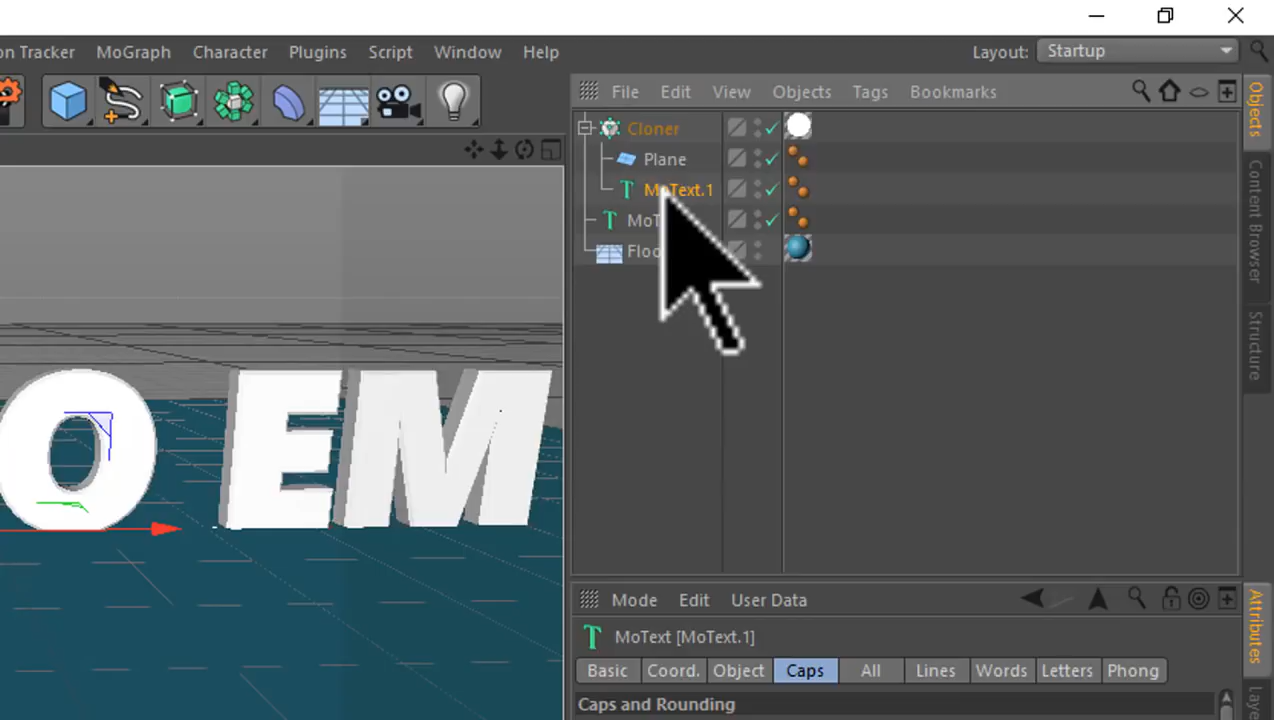 on Tracker MoGraph Character Plugins Script Window Help Layout: Startup
File Edit View Objects Tags Bookmarks
Objects
Content Browser
Structure
Cloner
Plane
MoText.1
O EM
Mode Edit User Data
Attributes
MoText [MoText.1]
Basic Coord. Object Caps All Lines Words Letters Phong
Caps and Rounding